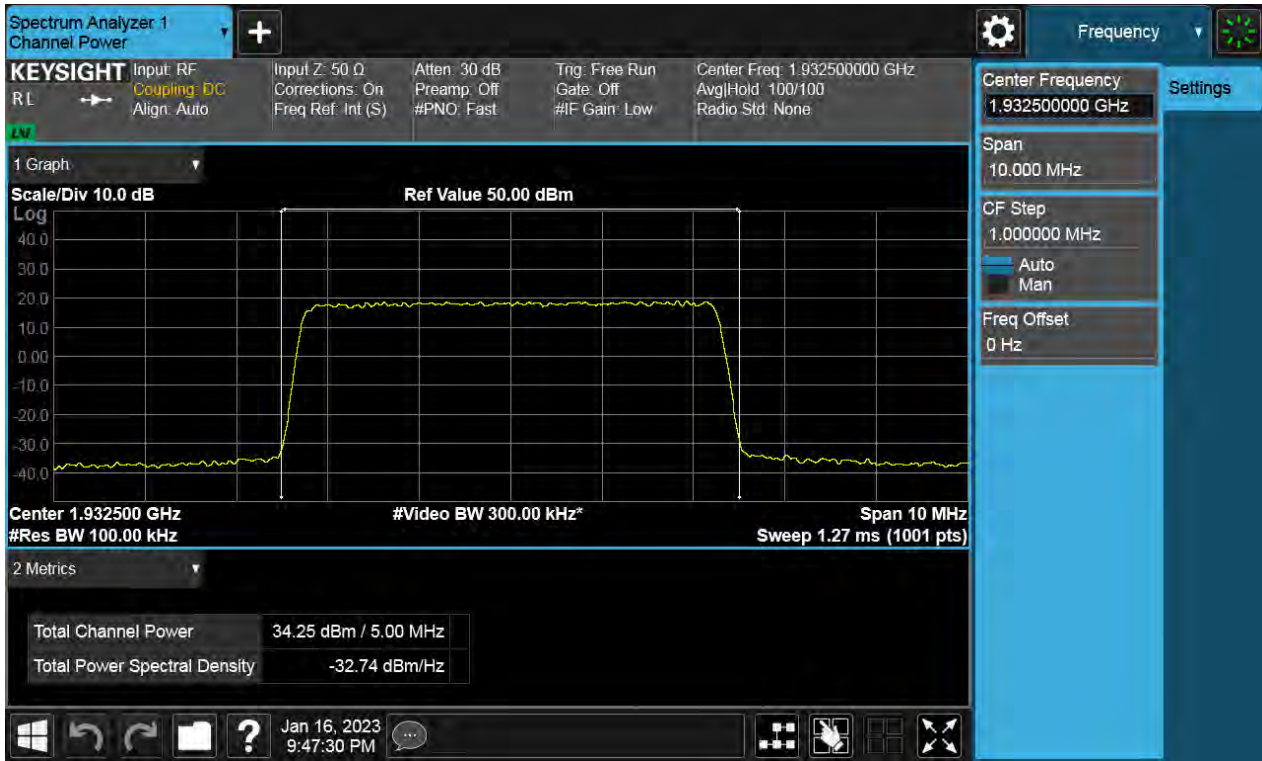 Spectrum Analyzer 1
Channel Power
+
Frequency
KEYSIGHT
RL
LXI
Input: RF
Coupling: DC
Align: Auto
Input Z: 50 Ω
Corrections: On
Freq Ref: Int (S)
Atten: 30 dB
Preamp: Off
#PNO: Fast
Trig: Free Run
Gate: Off
#IF Gain: Low
Center Freq: 1.932500000 GHz
Avg|Hold: 100/100
Radio Std: None
Center Frequency
1.932500000 GHz
Settings
Span
10.000 MHz
CF Step
1.000000 MHz
Auto
Man
Freq Offset
0 Hz
1 Graph
Scale/Div 10.0 dB
Ref Value 50.00 dBm
Log
40.0
30.0
20.0
10.0
0.00
-10.0
-20.0
-30.0
-40.0
Center 1.932500 GHz
#Video BW 300.00 kHz*
Span 10 MHz
#Res BW 100.00 kHz
Sweep 1.27 ms (1001 pts)
2 Metrics
Total Channel Power
34.25 dBm / 5.00 MHz
Total Power Spectral Density
-32.74 dBm/Hz
?
Jan 16, 2023
9:47:30 PM